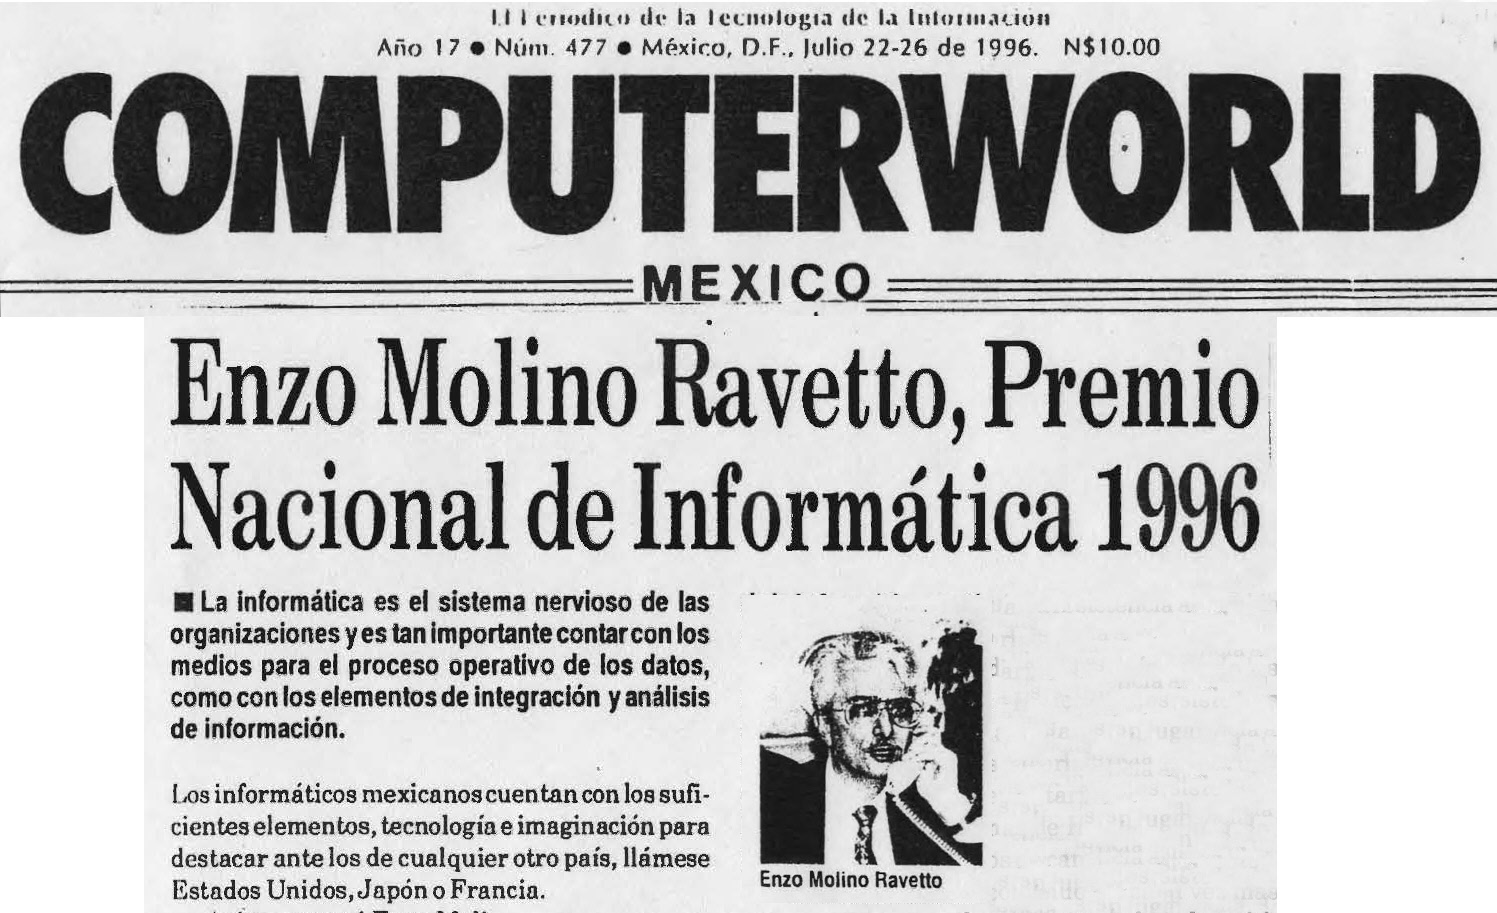 El Periódico de la Tecnología de la Información
Año 17 ● Núm. 477 ● México, D.F., Julio 22-26 de 1996. N$10.00
COMPUTERWORLD
MEXICO
Enzo Molino Ravetto, Premio
Nacional de Informática 1996
■ La informática es el sistema nervioso de las
organizaciones y es tan importante contar con los
medios para el proceso operativo de los datos,
como con los elementos de integración y análisis
de información.
Los informáticos mexicanos cuentan con los sufi-
cientes elementos, tecnología e imaginación para
destacar ante los de cualquier otro país, llámese
Estados Unidos, Japón o Francia.
Enzo Molino Ravetto